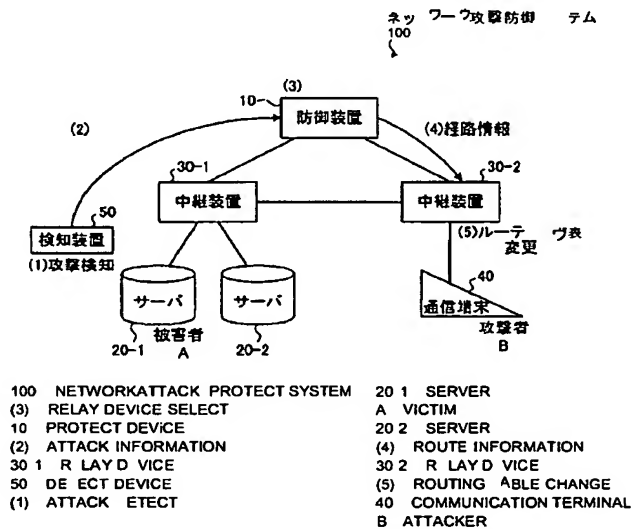 ネッ ワーゥ攻撃防御 テム
100
(3)
10
防御装置
(2)
(4)経路情報
30-1
30-2
中継装置
中継装置
50
検知装置
(1)攻撃検知
(5)ルーテ ヴ表
変更
40
サーバ
サーバ
通信端末
20-1
被害者
A
20-2
攻撃者
B
100 NETWORKATTACK PROTECT SYSTEM
(3) RELAY DEVICE SELECT
10 PROTECT DEVICE
(2) ATTACK INFORMATION
30 1 R LAY D VICE
50 DE ECT DEVICE
(1) ATTACK ETECT
20 1 SERVER
A VICTIM
20 2 SERVER
(4) ROUTE INFORMATION
30 2 R LAY D VICE
(5) ROUTING ABLE CHANGE
40 COMMUNICATION TERMINAL
B ATTACKER